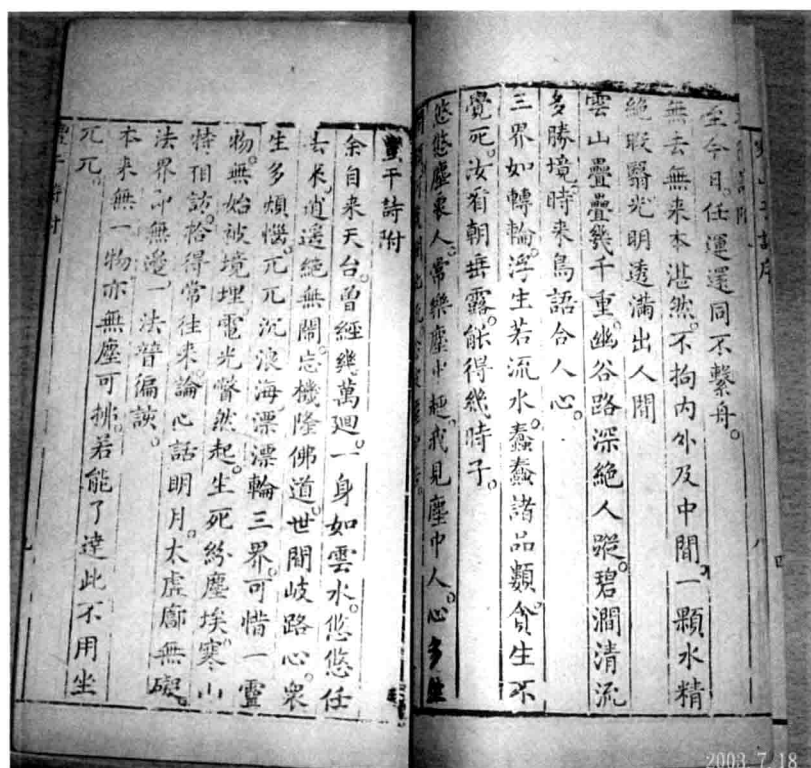 至今日。任運還同不繫舟。
無去無来本湛然。不拘内外及中間。一顆水精
絶瑕翳光明透滿出人間
雲山疊疊幾千重。幽谷路深絶人蹤。碧澗清流
多勝境。時来鳥語合人心。
三界如轉輪。浮生若流水。蠢蠢諸品類。貪生不
覺死。汝看朝垂露。能得幾時子。
悠悠塵裏人。常樂塵中趣。我見塵中人。心多
豊干詩附
余自来天台。曾經幾萬迴。一身如雲水。悠悠任
去來。逍遥絶無閙。忘機隆佛道。世間岐路心。衆
生多煩惱。兀兀沉浪海。漂漂輪三界。可惜一靈
物。無始被境埋。電光瞥然起。生死紛塵埃。寒山
特相訪。拾得常往来。論心話明月。太虚廓無礙。
法界即無邊。一法普徧該。
本来無一物。亦無塵可拂。若能了達此。不用坐
兀兀。
2003 7 18